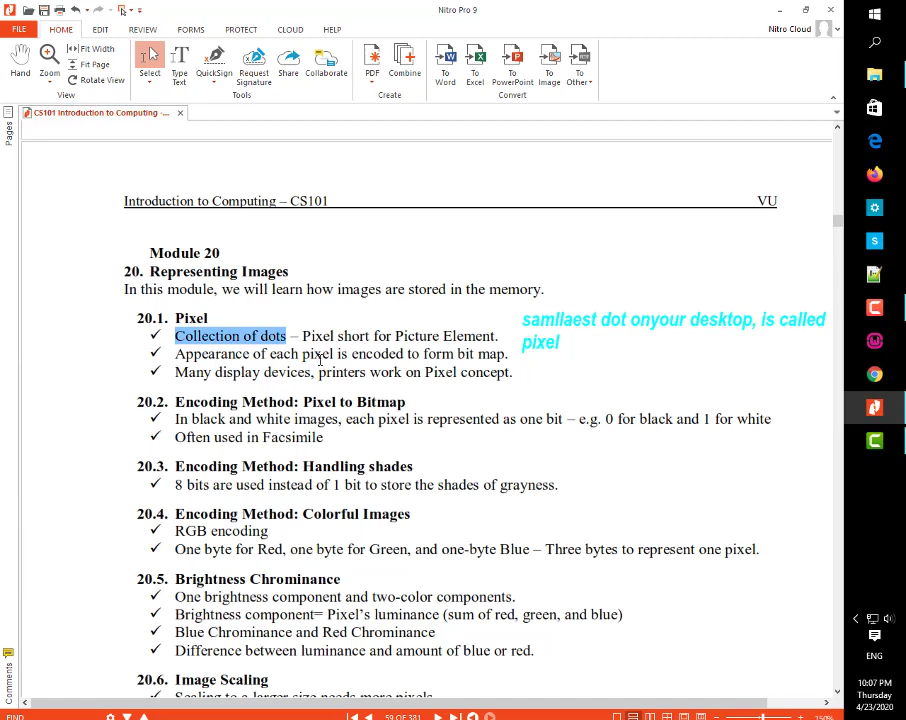 Nitro Pro 9
FILE HOME EDIT REVIEW FORMS PROTECT CLOUD HELP
Nitro Cloud
Hand Zoom Fit Width Fit Page Rotate View
Select Type Text QuickSign Request Signature Share Collaborate
PDF Combine
To Word To Excel To PowerPoint To Image To Other
View Tools Create Convert
CS101 Introduction to Computing -...
Pages
Introduction to Computing – CS101 VU
Module 20
20. Representing Images
In this module, we will learn how images are stored in the memory.
20.1. Pixel
✓ Collection of dots – Pixel short for Picture Element.
✓ Appearance of each pixel is encoded to form bit map.
✓ Many display devices, printers work on Pixel concept.
samllaest dot onyour desktop, is called
pixel
20.2. Encoding Method: Pixel to Bitmap
✓ In black and white images, each pixel is represented as one bit – e.g. 0 for black and 1 for white
✓ Often used in Facsimile
20.3. Encoding Method: Handling shades
✓ 8 bits are used instead of 1 bit to store the shades of grayness.
20.4. Encoding Method: Colorful Images
✓ RGB encoding
✓ One byte for Red, one byte for Green, and one-byte Blue – Three bytes to represent one pixel.
20.5. Brightness Chrominance
✓ One brightness component and two-color components.
✓ Brightness component= Pixel's luminance (sum of red, green, and blue)
✓ Blue Chrominance and Red Chrominance
✓ Difference between luminance and amount of blue or red.
20.6. Image Scaling
✓ Scaling to a larger size needs more pixels
Comments
FIND
59 OF 381
150%
ENG
10:07 PM
Thursday
4/23/2020